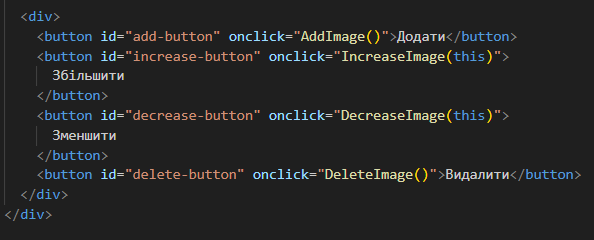 <div>
<button id="add-button" onclick="AddImage()">Додати</button>
<button id="increase-button" onclick="IncreaseImage(this)">
Збільшити
</button>
<button id="decrease-button" onclick="DecreaseImage(this)">
Зменшити
</button>
<button id="delete-button" onclick="DeleteImage()">Видалити</button>
</div>
</div>